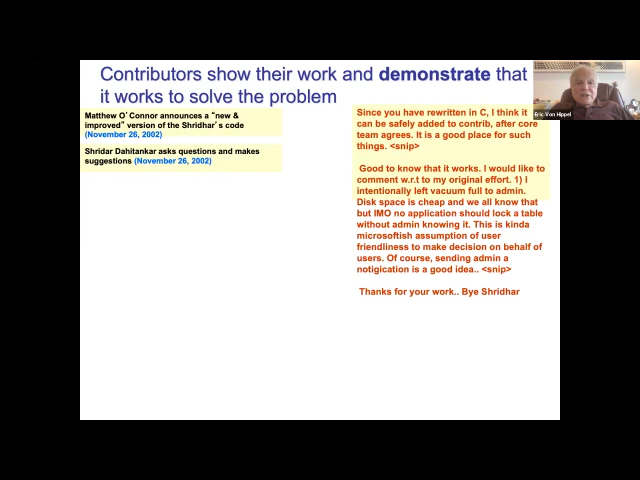 Contributors show their work and demonstrate that
it works to solve the problem
Matthew O'Connor announces a "new &
improved" version of the Shridhar's code
(November 26, 2002)
Shridar Dahitankar asks questions and makes
suggestions (November 26, 2002)
Since you have rewritten in C, I think it
can be safely added to contrib, after core
team agrees. It is a good place for such
things. <snip>
Good to know that it works. I would like to
comment w.r.t to my original effort. 1) I
intentionally left vacuum full to admin.
Disk space is cheap and we all know that
but IMO no application should lock a table
without admin knowing it. This is kinda
microsoftish assumption of user
friendliness to make decision on behalf of
users. Of course, sending admin a
notigication is a good idea.. <snip>
Thanks for your work.. Bye Shridhar
Eric Von Hippel